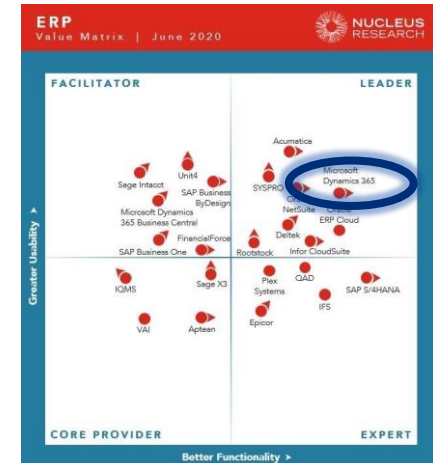 ERP
Value Matrix | June 2020
NUCLEUS
RESEARCH
FACILITATOR
LEADER
Acumatica
Unit4
Sage Intacct
SAP Business
ByDesign
Microsoft Dynamics
365 Business Central
FinancialForce
SAP Business One
SYSPRO
Microsoft
Dynamics 365
NetSuite
Oracle
ERP Cloud
Deltek
Rootstock
Infor CloudSuite
Greater Usability >
IQMS
Sage X3
VAI
Aptean
Plex
Systems
QAD
SAP S/4HANA
IFS
Epicor
CORE PROVIDER
EXPERT
Better Functionality >